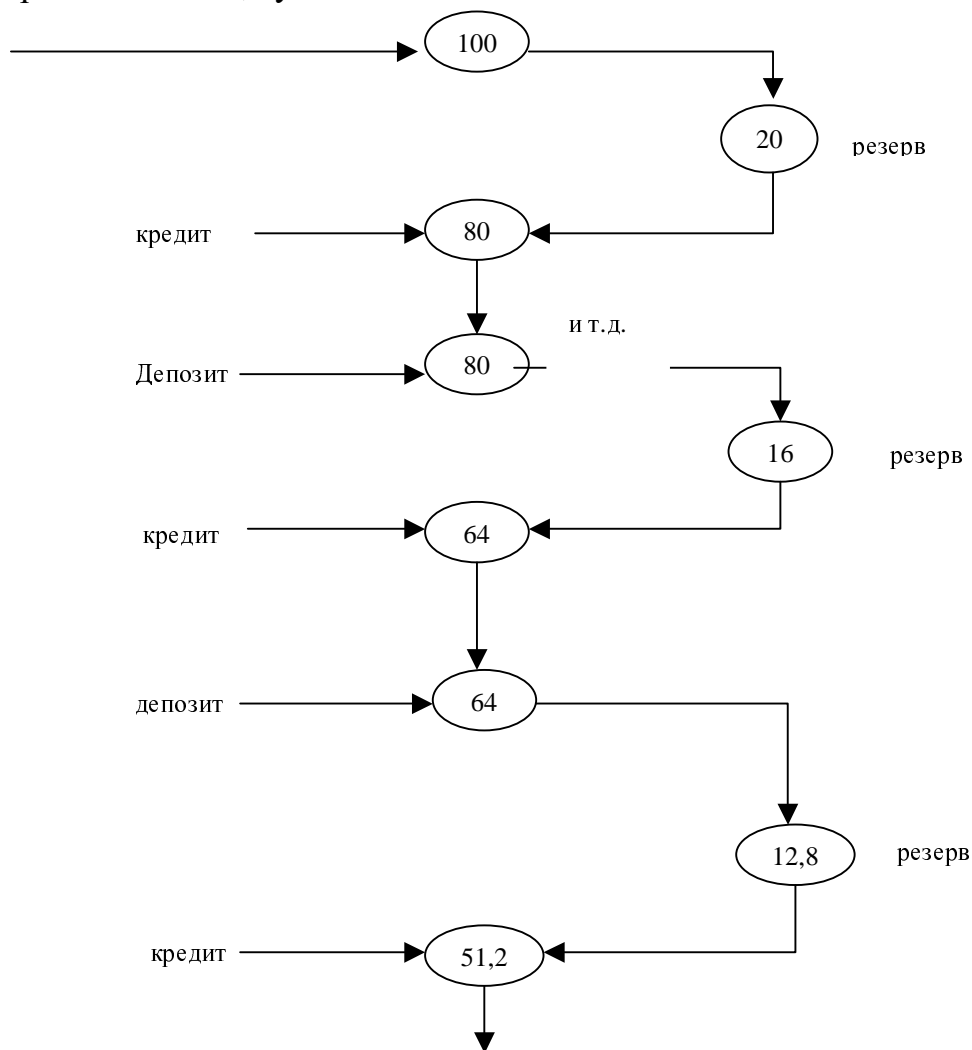 100
20 резерв
кредит 80
и т.д.
Депозит 80
16 резерв
кредит 64
депозит 64
12,8 резерв
кредит 51,2